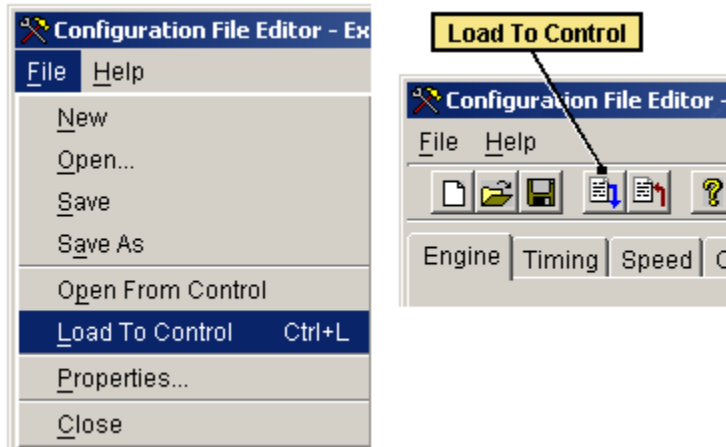 Configuration File Editor - Ex
File Help
New
Open...
Save
Save As
Open From Control
Load To Control Ctrl+L
Properties...
Close
Load To Control
Configuration File Editor -
File Help
?
Engine Timing Speed